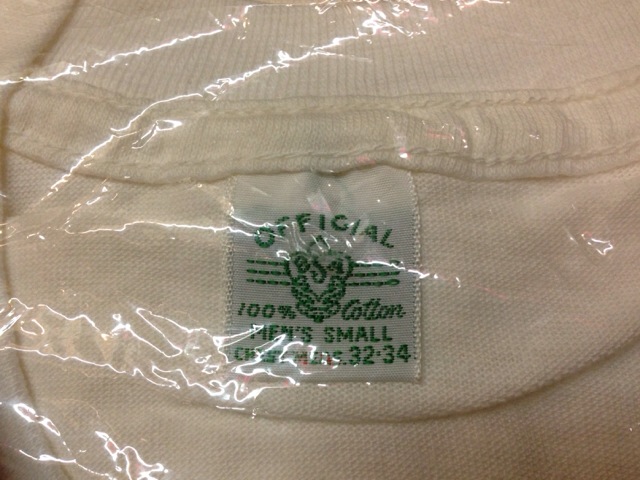 OFFICIAL
BSA
100% Cotton
MEN'S SMALL
32-34